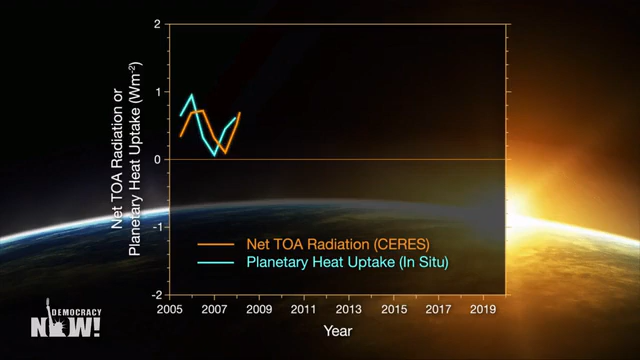 2
1
0
-1
-2
Net TOA Radiation or
Planetary Heat Uptake (Wm-2)
Net TOA Radiation (CERES)
Planetary Heat Uptake (In Situ)
2005 2007 2009 2011 2013 2015 2017 2019
Year
DEMOCRACY
NOW!